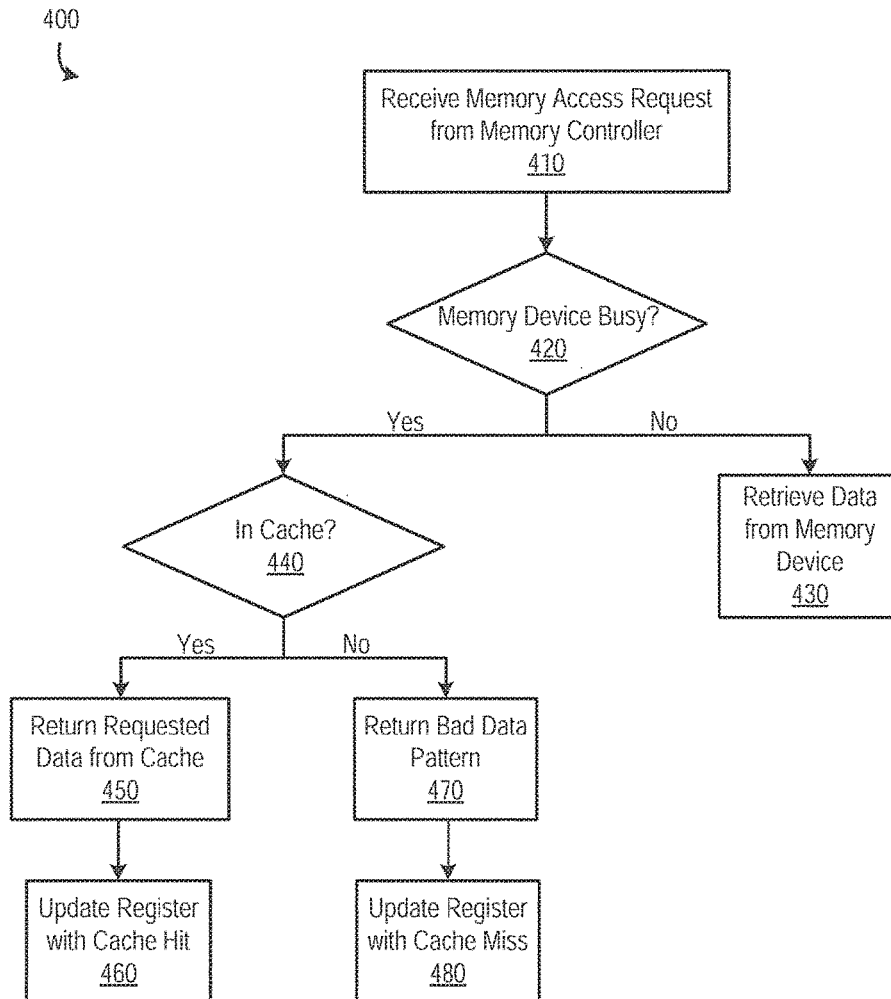 400
Receive Memory Access Request
from Memory Controller
410
Memory Device Busy?
420
Yes
No
In Cache?
440
Retrieve Data
from Memory
Device
430
Yes
No
Return Requested
Data from Cache
450
Return Bad Data
Pattern
470
Update Register
with Cache Hit
460
Update Register
with Cache Miss
480